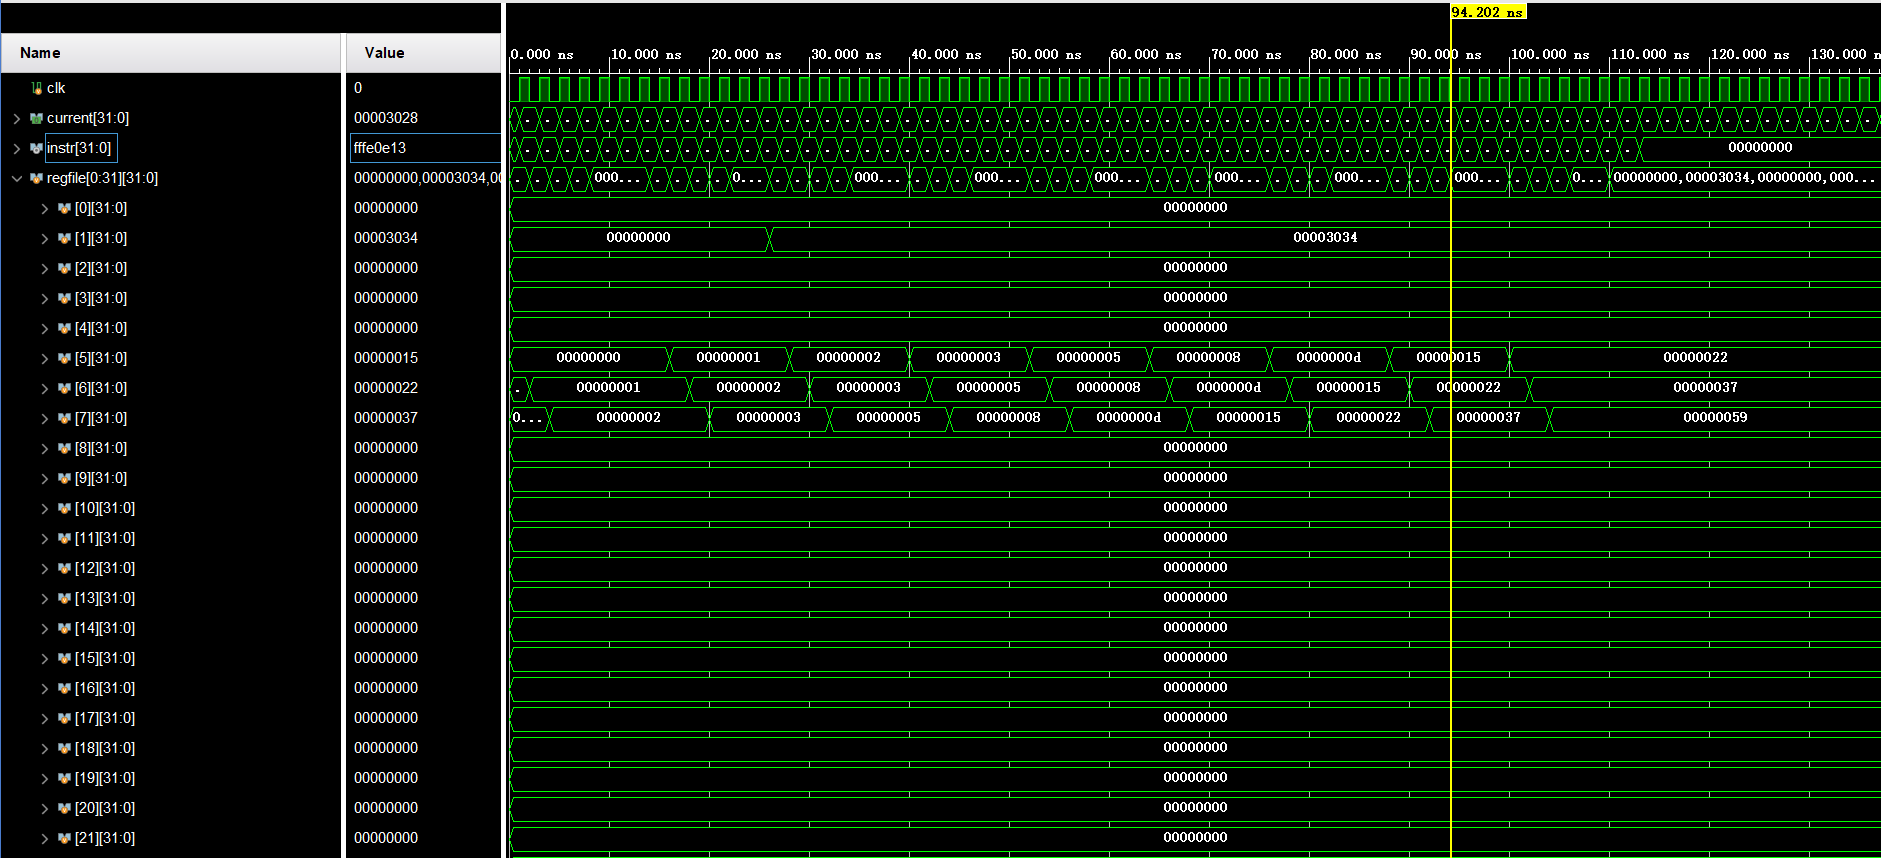 94.202 ns
Name Value 0.000 ns 10.000 ns 20.000 ns 30.000 ns 40.000 ns 50.000 ns 60.000 ns 70.000 ns 80.000 ns 90.000 ns 100.000 ns 110.000 ns 120.000 ns 130.000
clk 0
current[31:0] 00003028
instr[31:0] fffe0e13 00000000
regfile[0:31][31:0] 00000000,00003034,00 000... 0... 000... 000... 000... 000... 000... 000... 0... 00000000,00003034,00000000,000...
[0][31:0] 00000000 00000000
[1][31:0] 00003034 00000000 00003034
[2][31:0] 00000000 00000000
[3][31:0] 00000000 00000000
[4][31:0] 00000000 00000000
[5][31:0] 00000015 00000000 00000001 00000002 00000003 00000005 00000008 0000000d 00000015 00000022
[6][31:0] 00000022 . 00000001 00000002 00000003 00000005 00000008 0000000d 00000015 00000022 00000037
[7][31:0] 00000037 0... 00000002 00000003 00000005 00000008 0000000d 00000015 00000022 00000037 00000059
[8][31:0] 00000000 00000000
[9][31:0] 00000000 00000000
[10][31:0] 00000000 00000000
[11][31:0] 00000000 00000000
[12][31:0] 00000000 00000000
[13][31:0] 00000000 00000000
[14][31:0] 00000000 00000000
[15][31:0] 00000000 00000000
[16][31:0] 00000000 00000000
[17][31:0] 00000000 00000000
[18][31:0] 00000000 00000000
[19][31:0] 00000000 00000000
[20][31:0] 00000000 00000000
[21][31:0] 00000000 00000000